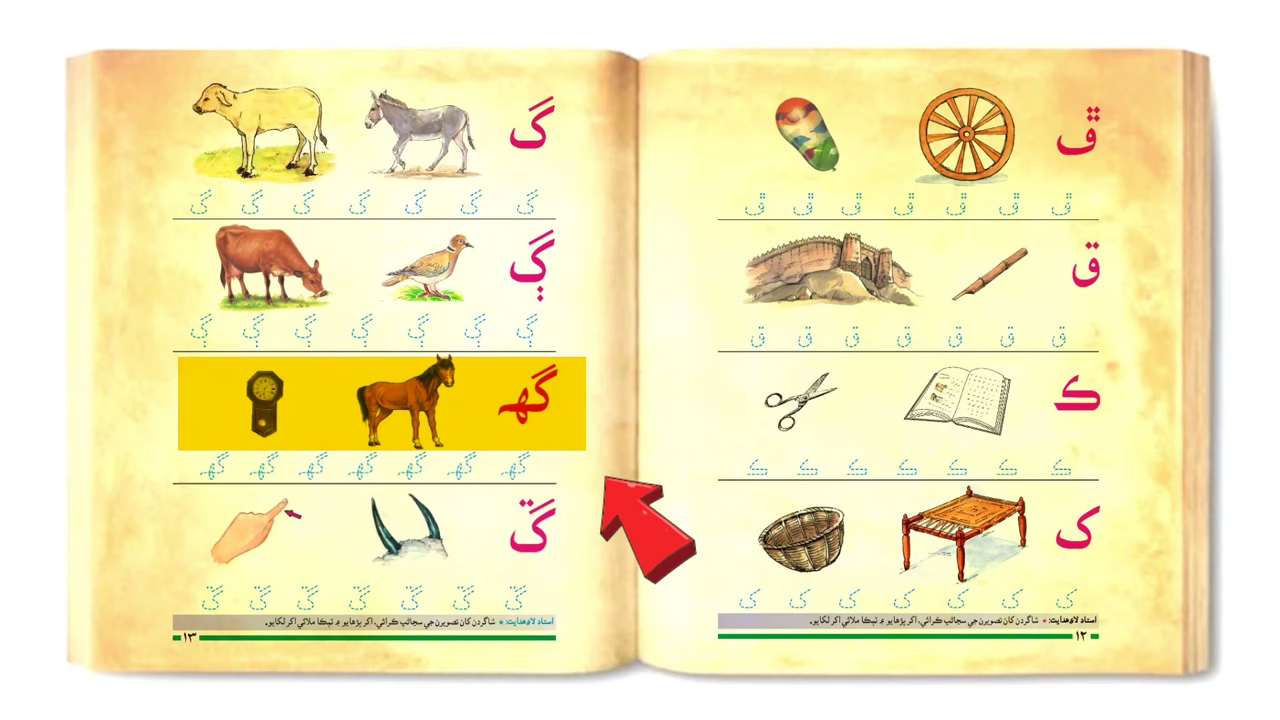 ڦ
ڦ ڦ ڦ ڦ ڦ ڦ ڦ
ق
ق ق ق ق ق ق ق
ڪ
ڪ ڪ ڪ ڪ ڪ ڪ ڪ
ک
ک ک ک ک ک ک ک
استاد لاءِ هدايت: ★ شاگردن کان تصويرن جي سڃاڻپ ڪرائي، اکر پڙهايو ۽ ٽٻڪا ملائي اکر لکايو.
١٢
گ
گ گ گ گ گ گ گ
ڳ
ڳ ڳ ڳ ڳ ڳ ڳ ڳ
گھ
گھ گھ گھ گھ گھ گھ گھ
ڱ
ڱ ڱ ڱ ڱ ڱ ڱ ڱ
استاد لاءِ هدايت: ★ شاگردن کان تصويرن جي سڃاڻپ ڪرائي، اکر پڙهايو ۽ ٽٻڪا ملائي اکر لکايو.
١٣